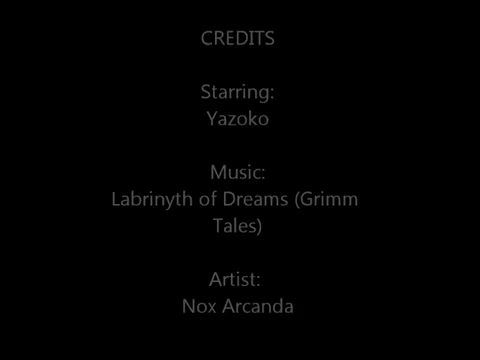 CREDITS
Starring:
Yazoko
Music:
Labrinyth of Dreams (Grimm
Tales)
Artist:
Nox Arcanda